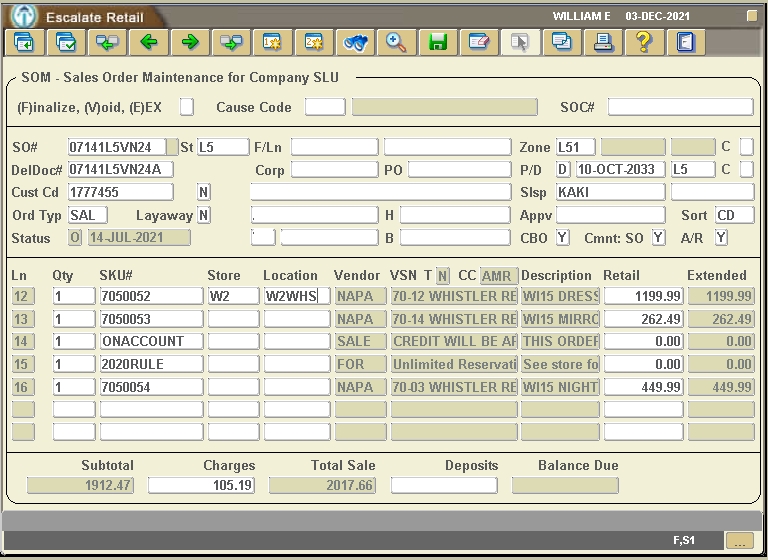 Escalate Retail WILLIAM E 03-DEC-2021
SOM - Sales Order Maintenance for Company SLU
(F)inalize, (V)oid, (E)EX Cause Code SOC#
SO# 07141L5VN24 St L5 F/Ln Zone L51 C
DelDoc# 07141L5VN24A Corp PO P/D D 10-OCT-2033 L5 C
Cust Cd 1777455 N Slsp KAKI
Ord Typ SAL Layaway N . H Appv Sort CD
Status O 14-JUL-2021 B CBO Y Cmnt: SO Y A/R Y
Ln Qty SKU# Store Location Vendor VSN T N CC AMR Description Retail Extended
12 1 7050052 W2 W2WHS NAPA 70-12 WHISTLER RE WI15 DRESS 1199.99 1199.99
13 1 7050053 NAPA 70-14 WHISTLER RE WI15 MIRRO 262.49 262.49
14 1 ONACCOUNT SALE CREDIT WILL BE AP THIS ORDER 0.00 0.00
15 1 2020RULE FOR Unlimited Reservati See store fo 0.00 0.00
16 1 7050054 NAPA 70-03 WHISTLER RE WI15 NIGHT 449.99 449.99
Subtotal Charges Total Sale Deposits Balance Due
1912.47 105.19 2017.66
F,S1 ...